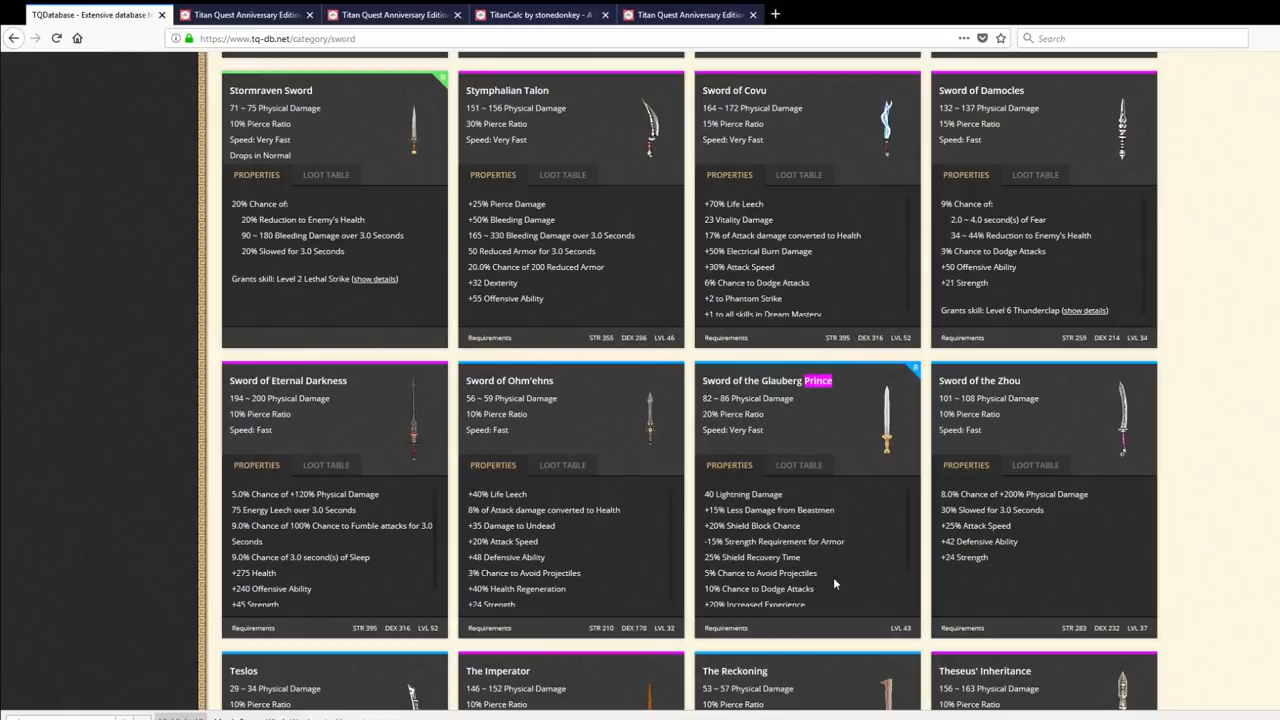 TQDatabase - Extensive database f
Titan Quest Anniversary Editio
Titan Quest Anniversary Edition
TitanCalc by stonedonkey - A
Titan Quest Anniversary Edition
https://www.tq-db.net/category/sword
Search
Stormraven Sword
71 ~ 75 Physical Damage
10% Pierce Ratio
Speed: Very Fast
Drops in Normal
PROPERTIES LOOT TABLE
20% Chance of:
20% Reduction to Enemy's Health
90 ~ 180 Bleeding Damage over 3.0 Seconds
20% Slowed for 3.0 Seconds
Grants skill: Level 2 Lethal Strike (show details)
R
Stymphalian Talon
151 ~ 156 Physical Damage
30% Pierce Ratio
Speed: Very Fast
PROPERTIES LOOT TABLE
+25% Pierce Damage
+50% Bleeding Damage
165 ~ 330 Bleeding Damage over 3.0 Seconds
50 Reduced Armor for 3.0 Seconds
20.0% Chance of 200 Reduced Armor
+32 Dexterity
+55 Offensive Ability
Requirements STR 355 DEX 286 LVL 46
Sword of Covu
164 ~ 172 Physical Damage
15% Pierce Ratio
Speed: Very Fast
PROPERTIES LOOT TABLE
+70% Life Leech
23 Vitality Damage
17% of Attack damage converted to Health
+50% Electrical Burn Damage
+30% Attack Speed
6% Chance to Dodge Attacks
+2 to Phantom Strike
+1 to all skills in Dream Mastery
Requirements STR 395 DEX 316 LVL 52
Sword of Damocles
132 ~ 137 Physical Damage
15% Pierce Ratio
Speed: Fast
PROPERTIES LOOT TABLE
9% Chance of:
2.0 ~ 4.0 second(s) of Fear
34 ~ 44% Reduction to Enemy's Health
3% Chance to Dodge Attacks
+50 Offensive Ability
+21 Strength
Grants skill: Level 6 Thunderclap (show details)
Requirements STR 259 DEX 214 LVL 34
Sword of Eternal Darkness
194 ~ 200 Physical Damage
10% Pierce Ratio
Speed: Fast
PROPERTIES LOOT TABLE
5.0% Chance of +120% Physical Damage
75 Energy Leech over 3.0 Seconds
9.0% Chance of 100% Chance to Fumble attacks for 3.0
Seconds
9.0% Chance of 3.0 second(s) of Sleep
+275 Health
+240 Offensive Ability
+45 Strength
Requirements STR 395 DEX 316 LVL 52
Sword of Ohm'ehns
56 ~ 59 Physical Damage
10% Pierce Ratio
Speed: Fast
PROPERTIES LOOT TABLE
+40% Life Leech
8% of Attack damage converted to Health
+35 Damage to Undead
+20% Attack Speed
+48 Defensive Ability
3% Chance to Avoid Projectiles
+40% Health Regeneration
+24 Strength
Requirements STR 210 DEX 178 LVL 32
Sword of the Glauberg Prince
82 ~ 86 Physical Damage
20% Pierce Ratio
Speed: Very Fast
PROPERTIES LOOT TABLE
40 Lightning Damage
+15% Less Damage from Beastmen
+20% Shield Block Chance
-15% Strength Requirement for Armor
25% Shield Recovery Time
5% Chance to Avoid Projectiles
10% Chance to Dodge Attacks
+20% Increased Experience
Requirements LVL 43
R
Sword of the Zhou
101 ~ 108 Physical Damage
10% Pierce Ratio
Speed: Fast
PROPERTIES LOOT TABLE
8.0% Chance of +200% Physical Damage
30% Slowed for 3.0 Seconds
+25% Attack Speed
+42 Defensive Ability
+24 Strength
Requirements STR 283 DEX 232 LVL 37
Teslos
29 ~ 34 Physical Damage
10% Pierce Ratio
The Imperator
146 ~ 152 Physical Damage
10% Pierce Ratio
The Reckoning
53 ~ 57 Physical Damage
10% Pierce Ratio
Theseus' Inheritance
156 ~ 163 Physical Damage
10% Pierce Ratio